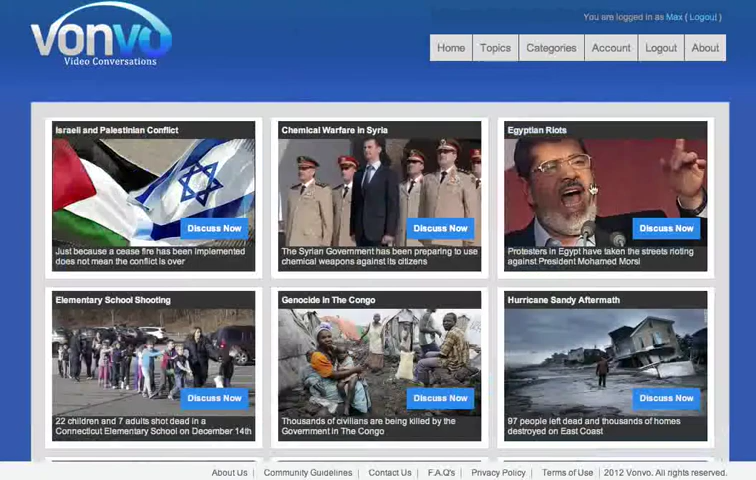 You are logged in as Max ( Logout )
vonvo
Video Conversations
Home Topics Categories Account Logout About
Israeli and Palestinian Conflict
Discuss Now
Just because a cease fire has been implemented
does not mean the conflict is over
Chemical Warfare in Syria
Discuss Now
The Syrian Government has been preparing to use
chemical weapons against its citizens
Egyptian Riots
Discuss Now
Protesters in Egypt have taken the streets rioting
against President Mohamed Morsi
Elementary School Shooting
Discuss Now
22 children and 7 adults shot dead in a
Connecticut Elementary School on December 14th
Genocide In The Congo
Discuss Now
Thousands of civilians are being killed by the
Government in The Congo
Hurricane Sandy Aftermath
Discuss Now
97 people left dead and thousands of homes
destroyed on East Coast
About Us | Community Guidelines | Contact Us | F.A.Q's | Privacy Policy | Terms of Use | 2012 Vonvo. All rights reserved.